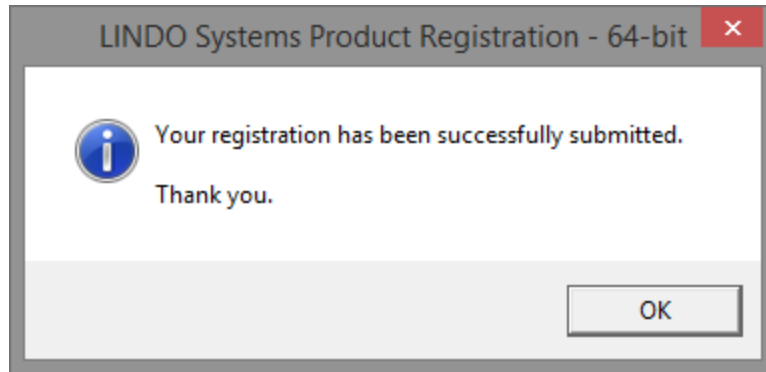 LINDO Systems Product Registration - 64-bit
Your registration has been successfully submitted.
Thank you.
OK